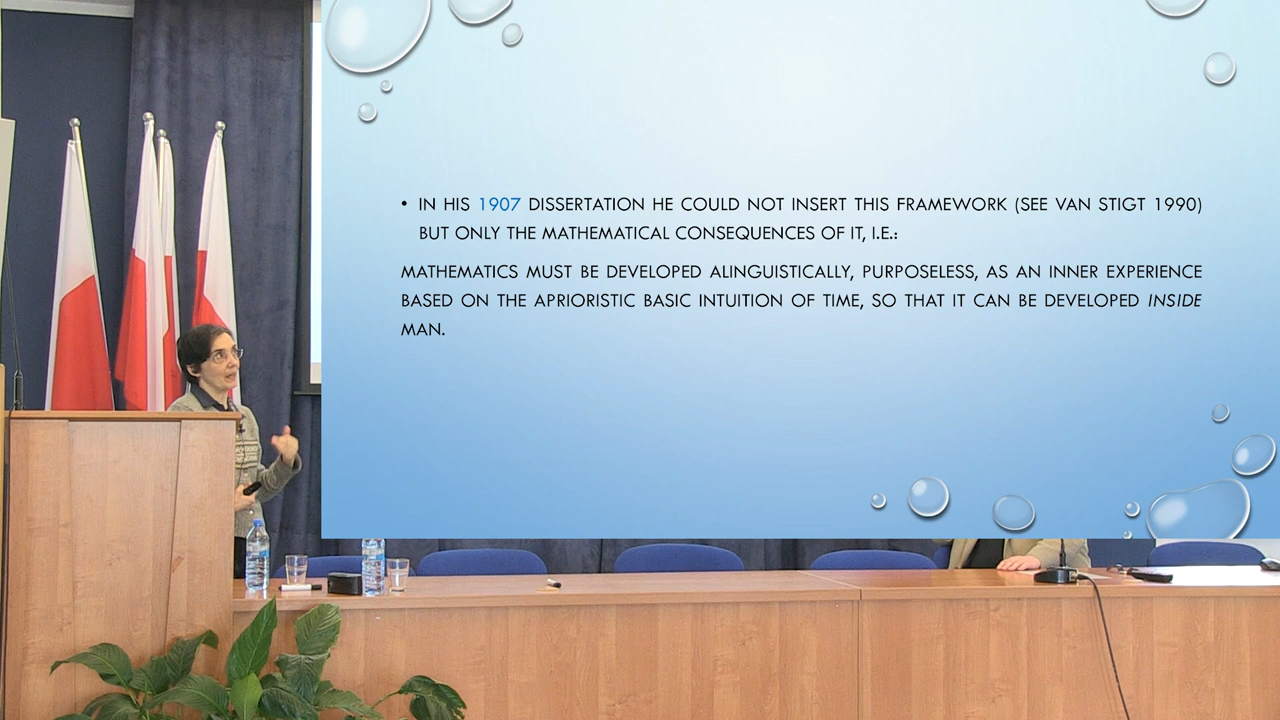 • IN HIS 1907 DISSERTATION HE COULD NOT INSERT THIS FRAMEWORK (SEE VAN STIGT 1990)
BUT ONLY THE MATHEMATICAL CONSEQUENCES OF IT, I.E.:
MATHEMATICS MUST BE DEVELOPED ALINGUISTICALLY, PURPOSELESS, AS AN INNER EXPERIENCE
BASED ON THE APRIORISTIC BASIC INTUITION OF TIME, SO THAT IT CAN BE DEVELOPED INSIDE
MAN.